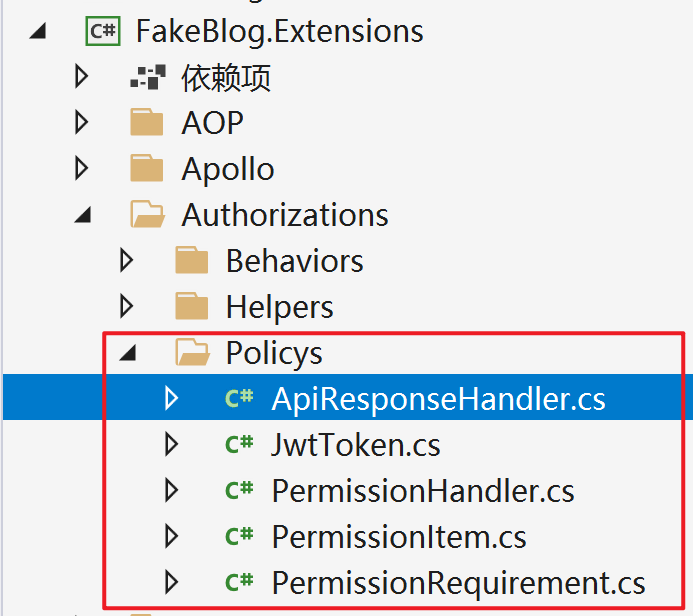 C# FakeBlog.Extensions
依赖项
AOP
Apollo
Authorizations
Behaviors
Helpers
Policys
C# ApiResponseHandler.cs
C# JwtToken.cs
C# PermissionHandler.cs
C# PermissionItem.cs
C# PermissionRequirement.cs